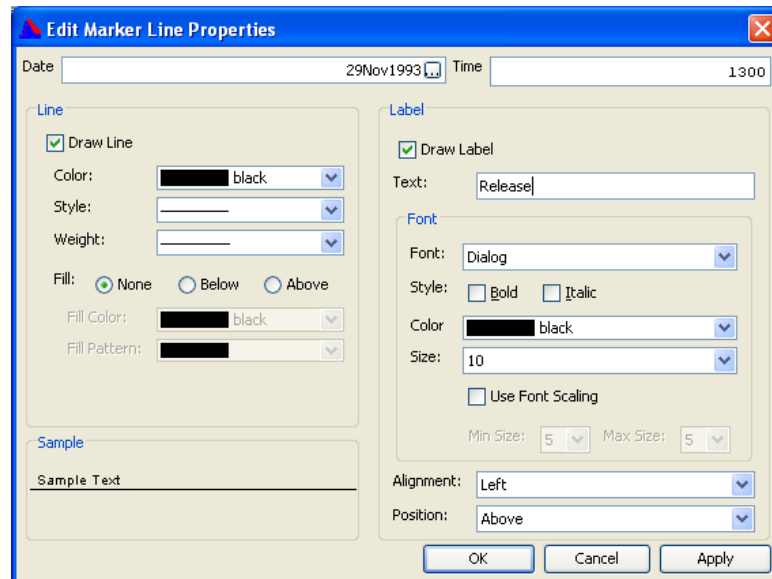 Edit Marker Line Properties
Date 29Nov1993 ... Time 1300
Line
Draw Line
Color: black
Style:
Weight:
Fill: None Below Above
Fill Color: black
Fill Pattern:
Sample
Sample Text
Label
Draw Label
Text: Release
Font
Font: Dialog
Style: Bold Italic
Color black
Size: 10
Use Font Scaling
Min Size: 5 Max Size: 5
Alignment: Left
Position: Above
OK Cancel Apply